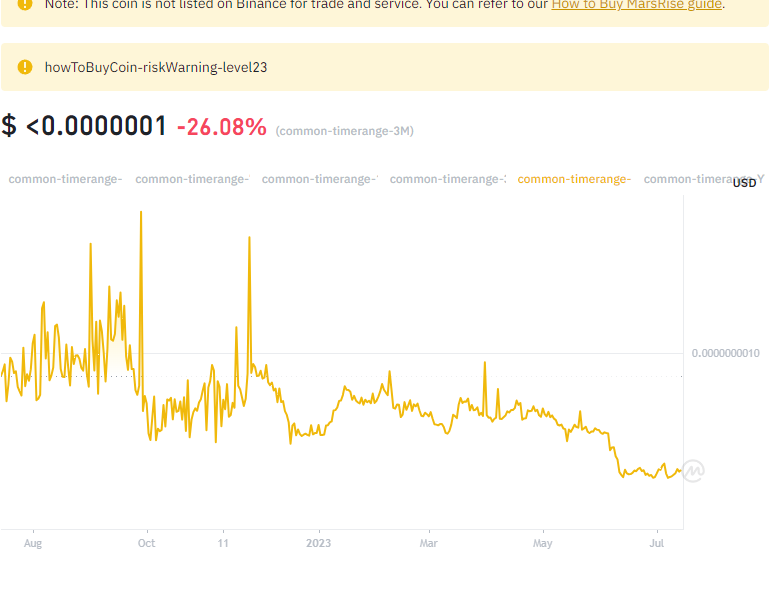 Note: This coin is not listed on Binance for trade and service. You can refer to our How to Buy MarsRise guide.
howToBuyCoin-riskWarning-level23
$ <0.0000001 -26.08% (common-timerange-3M)
common-timerange- common-timerange- common-timerange- common-timerange- common-timerange- common-timerange-Y
USD
0.000000010
Aug Oct 11 2023 Mar May Jul